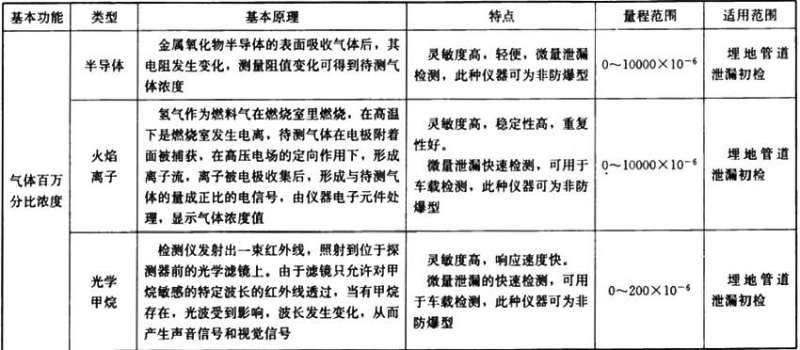 基本功能 类型 基本原理 特点 量程范围 适用范围
气体百万分比浓度
半导体
金属氧化物半导体的表面吸收气体后，其
电阻发生变化，测量阻值变化可得到待测气
体浓度
灵敏度高，轻便，微量泄漏
检测，此种仪器可为非防爆型
0～10000×10⁻⁶
埋地管道
泄漏初检
火焰
离子
氢气作为燃料气在燃烧室里燃烧，在高温
下是燃烧室发生电离，待测气体在电极附着
面被捕获，在高压电场的定向作用下，形成
离子流，离子被电极收集后，形成与待测气
体的量成正比的电信号，由仪器电子元件处
理，显示气体浓度值
灵敏度高，稳定性高，重复
性好。
微量泄漏快速检测，可用于
车载检测，此种仪器可为非防
爆型
0～10000×10⁻⁶
埋地管道
泄漏初检
光学
甲烷
检测仪发射出一束红外线，照射到位于探
测器前的光学滤镜上。由于滤镜只允许对甲
烷敏感的特定波长的红外线透过，当有甲烷
存在，光波受到影响，波长发生变化，从而
产生声音信号和视觉信号
灵敏度高，响应速度快。
微量泄漏的快速检测，可用
于车载检测，此种仪器可为非
防爆型
0～200×10⁻⁶
埋地管道
泄漏初检